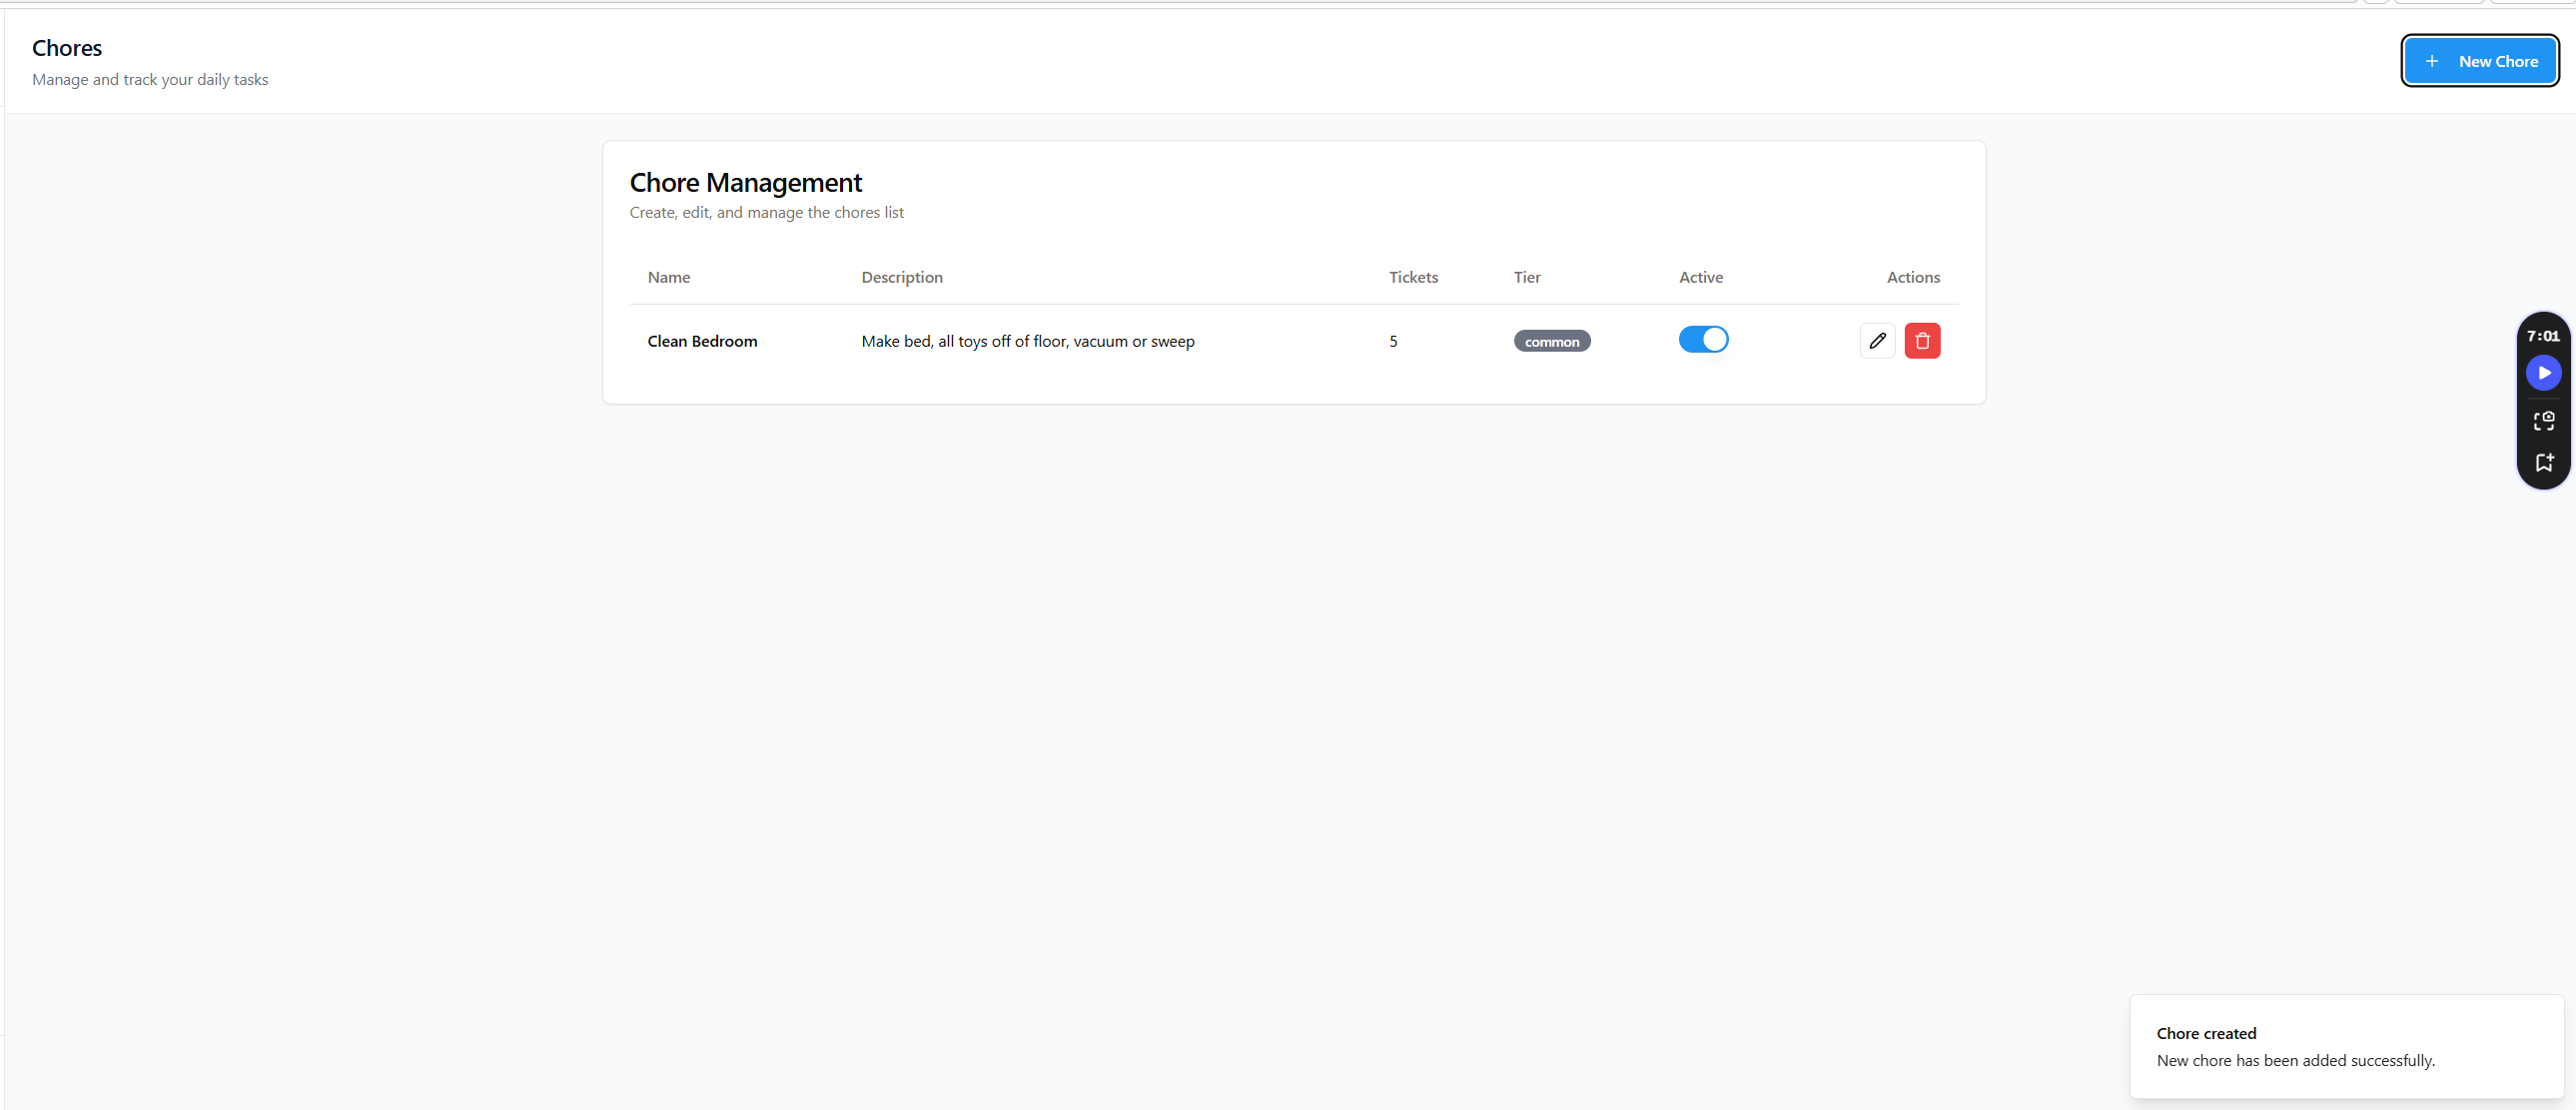 Chores
Manage and track your daily tasks
New Chore
Chore Management
Create, edit, and manage the chores list
Name Description Tickets Tier Active Actions
Clean Bedroom Make bed, all toys off of floor, vacuum or sweep 5 common
7:01
Chore created
New chore has been added successfully.